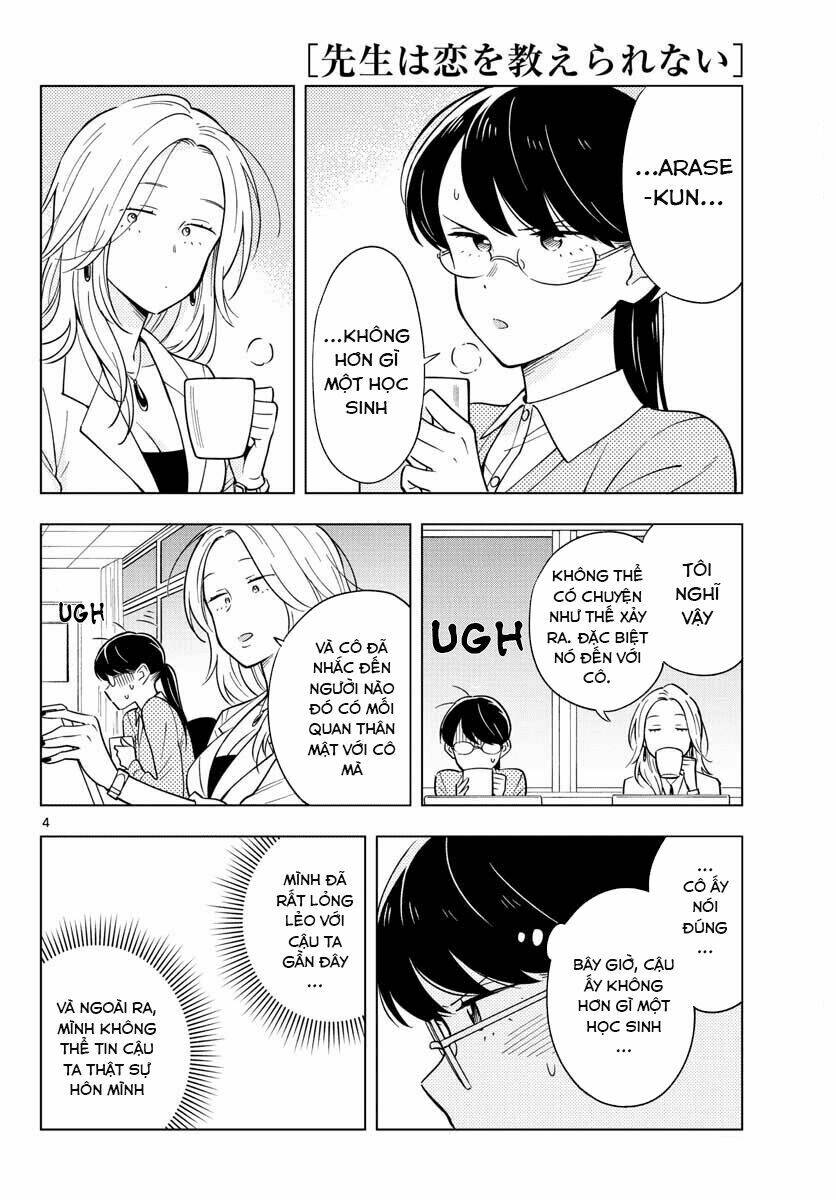 [先生は恋を教えられない]
...ARASE
-KUN...
...KHÔNG
HƠN GÌ
MỘT HỌC
SINH
TÔI
NGHĨ
VẬY
KHÔNG THỂ
CÓ CHUYỆN
NHƯ THẾ XẢY
RA. ĐẶC BIỆT
NÓ ĐẾN VỚI
CÔ.
UGH
VÀ CÔ ĐÃ
NHẮC ĐẾN
NGƯỜI NÀO
ĐÓ CÓ MỐI
QUAN THÂN
MẬT VỚI CÔ
MÀ
UGH
4
...
CÔ ẤY
NÓI
ĐÚNG
...
BÂY GIỜ, CẬU
ẤY KHÔNG
HƠN GÌ MỘT
HỌC SINH
...
MÌNH ĐÃ
RẤT LỎNG
LẺO VỚI
CẬU TA
GẦN ĐÂY
...
VÀ NGOÀI RA,
MÌNH KHÔNG
THỂ TIN CẬU
TA THẬT SỰ
HÔN MÌNH